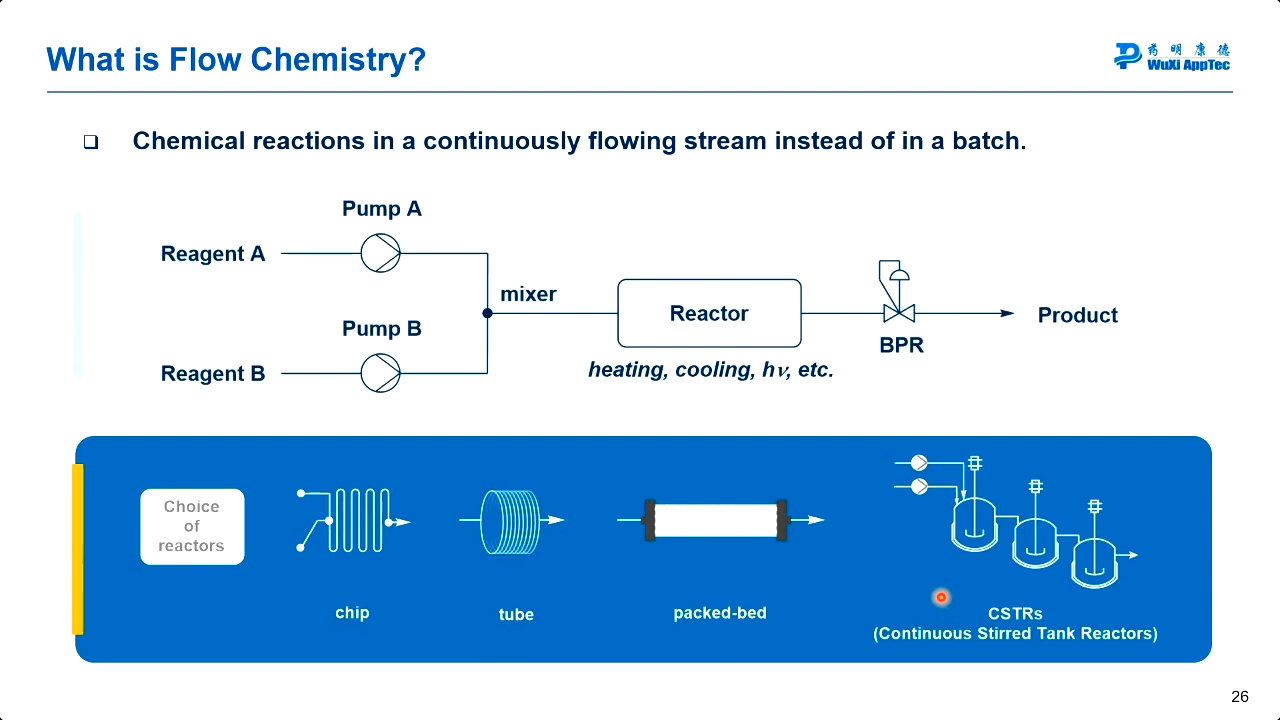 What is Flow Chemistry?
药明康德
WuXi AppTec
❑ Chemical reactions in a continuously flowing stream instead of in a batch.
Pump A
Reagent A
mixer
Reactor
Product
Pump B
BPR
Reagent B
heating, cooling, hν, etc.
Choice
of
reactors
chip
tube
packed-bed
CSTRs
(Continuous Stirred Tank Reactors)
26